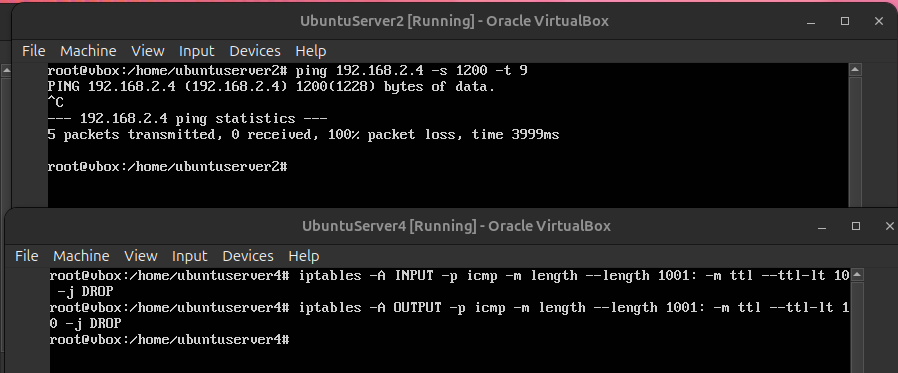 UbuntuServer2 [Running] - Oracle VirtualBox
File Machine View Input Devices Help
root@vbox:/home/ubuntuserver2# ping 192.168.2.4 -s 1200 -t 9
PING 192.168.2.4 (192.168.2.4) 1200(1228) bytes of data.
^C
--- 192.168.2.4 ping statistics ---
5 packets transmitted, 0 received, 100% packet loss, time 3999ms
root@vbox:/home/ubuntuserver2#
UbuntuServer4 [Running] - Oracle VirtualBox
File Machine View Input Devices Help
root@vbox:/home/ubuntuserver4# iptables -A INPUT -p icmp -m length --length 1001: -m ttl --ttl-lt 10
-j DROP
root@vbox:/home/ubuntuserver4# iptables -A OUTPUT -p icmp -m length --length 1001: -m ttl --ttl-lt 1
0 -j DROP
root@vbox:/home/ubuntuserver4#